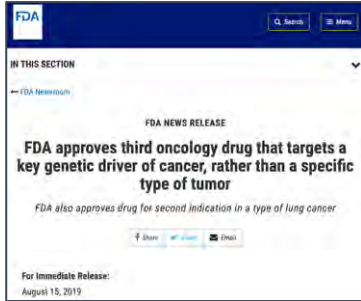 FDA
Search
Menu
IN THIS SECTION
FDA Newsroom
FDA NEWS RELEASE
FDA approves third oncology drug that targets a
key genetic driver of cancer, rather than a specific
type of tumor
FDA also approves drug for second indication in a type of lung cancer
Share
Email
For Immediate Release:
August 15, 2019